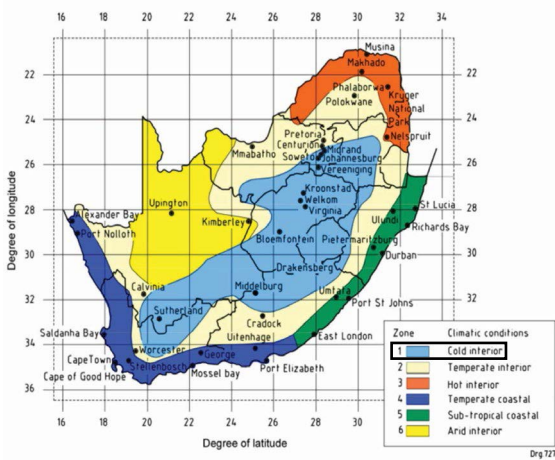 16 18 20 22 24 26 28 30 32 34
Musina
Makhado
22 22
Phalaborwa
Polokwane
Kruger
National
Park
24 24
Nelspruit
Pretoria
Centurion
Midrand
Mmabatho
Soweto Johannesburg
26 26
Vereeniging
Kroonstad
Welkom
Virginia
Upington
Ulundi
St Lucia
28 28
Alexander Bay
Port Nolloth
Kimberley
Richards Bay
Bloemfontein
Pietermaritzburg
Durban
30 30
Drakensberg
Calvina
Middelburg
Umtata
32 32
Port St Johns
Sutherland
Cradock
Saldanha Bay
Uitenhage
East London
34
Worcester
George
CapeTown
Stellenbosch
Mossel bay
Port Elizabeth
Cape of Good Hope
36
16 18 20 22 24 26 28 30
Degree of longitude
Degree of latitude
Zone Climatic conditions
1 Cold interior
2 Temperate interior
3 Hot interior
4 Temperate coastal
5 Sub-tropical coastal
6 Arid interior
Drg.727